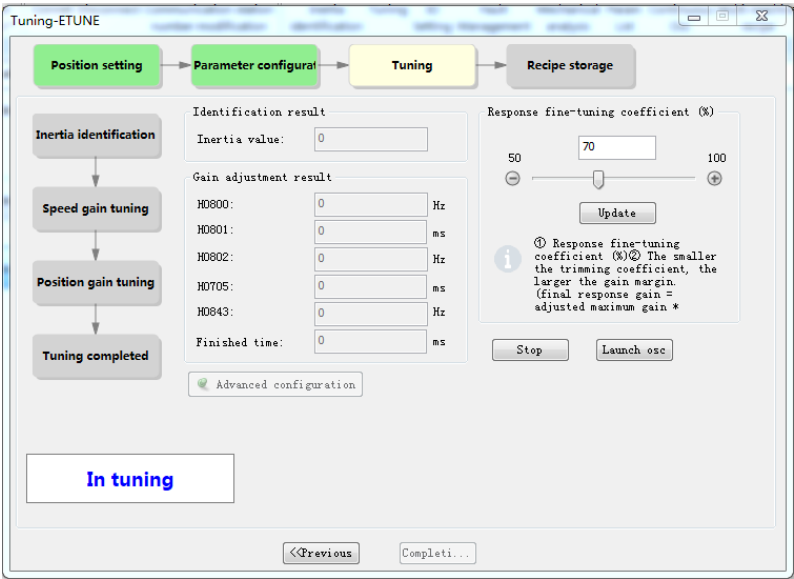 Tuning-ETUNE
Position setting
Parameter configurat
Tuning
Recipe storage
Inertia identification
Speed gain tuning
Position gain tuning
Tuning completed
Identification result
Inertia value: 0
Gain adjustment result
H0800: 0 Hz
H0801: 0 ms
H0802: 0 Hz
H0705: 0 ms
H0843: 0 Hz
Finished time: 0 ms
Advanced configuration
Response fine-tuning coefficient (%)
70
50
100
Update
① Response fine-tuning
coefficient (%)② The smaller
the trimming coefficient, the
larger the gain margin.
(final response gain =
adjusted maximum gain *
Stop
Launch osc
In tuning
<<Previous
Completi...